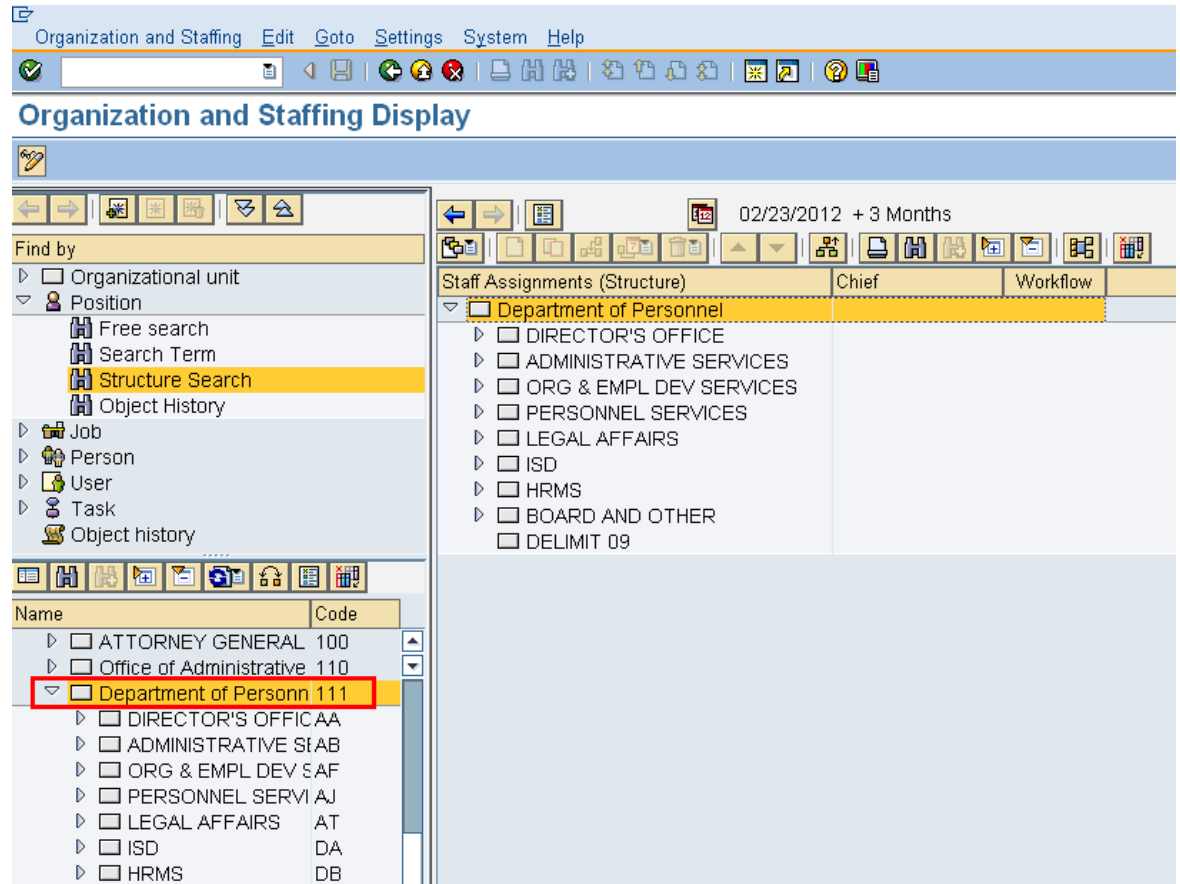 Organization and Staffing Edit Goto Settings System Help
Organization and Staffing Display
Find by
Organizational unit
Position
Free search
Search Term
Structure Search
Object History
Job
Person
User
Task
Object history
Name Code
ATTORNEY GENERAL 100
Office of Administrative 110
Department of Personn 111
DIRECTOR'S OFFIC AA
ADMINISTRATIVE SE AB
ORG & EMPL DEV S AF
PERSONNEL SERVI AJ
LEGAL AFFAIRS AT
ISD DA
HRMS DB
02/23/2012 + 3 Months
Staff Assignments (Structure) Chief Workflow
Department of Personnel
DIRECTOR'S OFFICE
ADMINISTRATIVE SERVICES
ORG & EMPL DEV SERVICES
PERSONNEL SERVICES
LEGAL AFFAIRS
ISD
HRMS
BOARD AND OTHER
DELIMIT 09